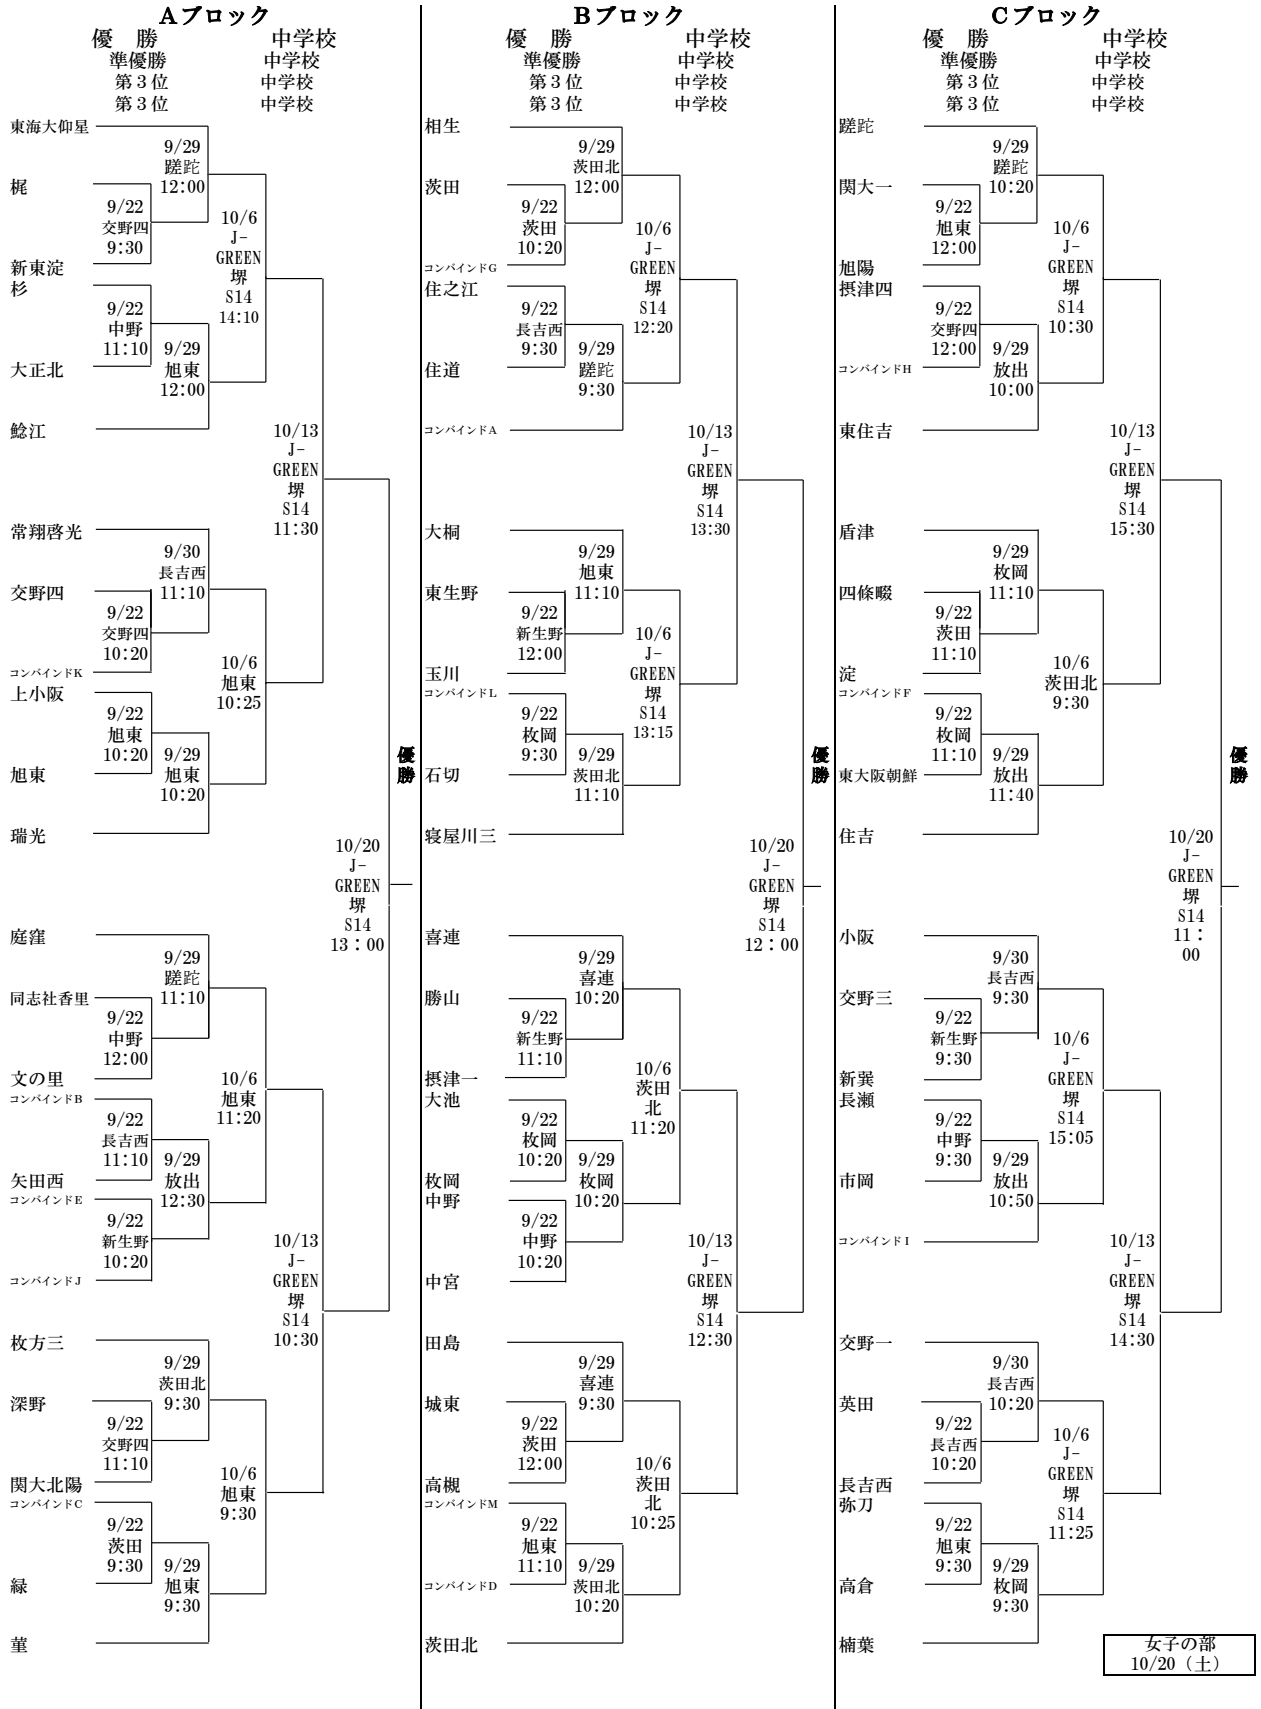 Aブロック
優　勝　中学校
準優勝　中学校
第３位　中学校
第３位　中学校
東海大仰星
9/29
蹉跎
12:00
梶
9/22
交野四
9:30
10/6
J-
GREEN
堺
S14
14:10
新東淀
杉
9/22
中野
11:10
9/29
旭東
12:00
大正北
鯰江
10/13
J-
GREEN
堺
S14
11:30
常翔啓光
9/30
長吉西
11:10
交野四
9/22
交野四
10:20
コンバインドK
上小阪
10/6
旭東
10:25
9/22
旭東
10:20
9/29
旭東
10:20
旭東
瑞光
優勝
10/20
J-
GREEN
堺
S14
13：00
庭窪
9/29
蹉跎
11:10
同志社香里
9/22
中野
12:00
文の里
コンバインドB
10/6
旭東
11:20
9/22
長吉西
11:10
9/29
放出
12:30
矢田西
コンバインドE
9/22
新生野
10:20
コンバインドJ
10/13
J-
GREEN
堺
S14
10:30
枚方三
9/29
茨田北
9:30
深野
9/22
交野四
11:10
関大北陽
コンバインドC
10/6
旭東
9:30
9/22
茨田
9:30
9/29
旭東
9:30
緑
菫
Bブロック
優　勝　中学校
準優勝　中学校
第３位　中学校
第３位　中学校
相生
9/29
茨田北
12:00
茨田
9/22
茨田
10:20
10/6
J-
GREEN
堺
S14
12:20
コンバインドG
住之江
9/22
長吉西
9:30
9/29
蹉跎
9:30
住道
コンバインドA
10/13
J-
GREEN
堺
S14
13:30
大桐
9/29
旭東
11:10
東生野
9/22
新生野
12:00
10/6
J-
GREEN
堺
S14
13:15
玉川
コンバインドL
9/22
枚岡
9:30
9/29
茨田北
11:10
石切
寝屋川三
優勝
10/20
J-
GREEN
堺
S14
12：00
喜連
9/29
喜連
10:20
勝山
9/22
新生野
11:10
10/6
茨田
北
11:20
摂津一
大池
9/22
枚岡
10:20
9/29
枚岡
10:20
枚岡
中野
9/22
中野
10:20
中宮
10/13
J-
GREEN
堺
S14
12:30
田島
9/29
喜連
9:30
城東
9/22
茨田
12:00
10/6
茨田
北
10:25
高槻
コンバインドM
9/22
旭東
11:10
9/29
茨田北
10:20
コンバインドD
茨田北
Cブロック
優　勝　中学校
準優勝　中学校
第３位　中学校
第３位　中学校
蹉跎
9/29
蹉跎
10:20
関大一
9/22
旭東
12:00
10/6
J-
GREEN
堺
S14
10:30
旭陽
摂津四
9/22
交野四
12:00
9/29
放出
10:00
コンバインドH
東住吉
10/13
J-
GREEN
堺
S14
15:30
盾津
9/29
枚岡
11:10
四條畷
9/22
茨田
11:10
淀
コンバインドF
10/6
茨田北
9:30
9/22
枚岡
11:10
9/29
放出
11:40
東大阪朝鮮
住吉
優勝
10/20
J-
GREEN
堺
S14
11：
00
小阪
9/30
長吉西
9:30
交野三
9/22
新生野
9:30
10/6
J-
GREEN
堺
S14
15:05
新巽
長瀬
9/22
中野
9:30
9/29
放出
10:50
市岡
コンバインドI
10/13
J-
GREEN
堺
S14
14:30
交野一
9/30
長吉西
10:20
英田
9/22
長吉西
10:20
10/6
J-
GREEN
堺
S14
11:25
長吉西
弥刀
9/22
旭東
9:30
9/29
枚岡
9:30
高倉
楠葉
女子の部
10/20（土）